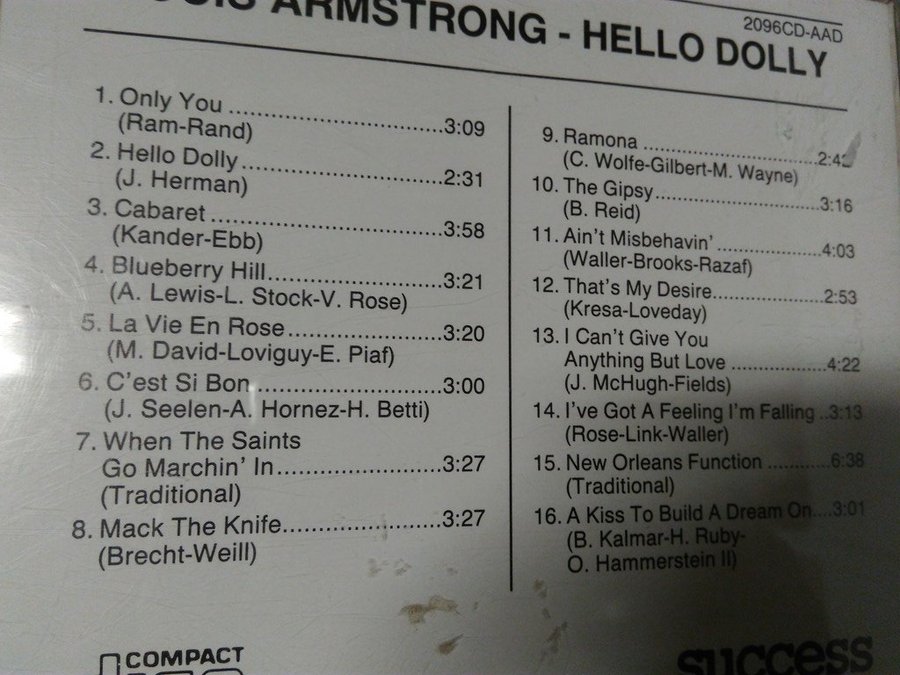 ARMSTRONG - HELLO DOLLY
2096CD-AAD
1. Only You ...............................3:09
(Ram-Rand)
2. Hello Dolly.............................2:31
(J. Herman)
3. Cabaret .................................3:58
(Kander-Ebb)
4. Blueberry Hill.........................3:21
(A. Lewis-L. Stock-V. Rose)
5. La Vie En Rose ......................3:20
(M. David-Loviguy-E. Piaf)
6. C'est Si Bon ...........................3:00
(J. Seelen-A. Hornez-H. Betti)
7. When The Saints
Go Marchin' In........................3:27
(Traditional)
8. Mack The Knife.......................3:27
(Brecht-Weill)
9. Ramona ...........................
(C. Wolfe-Gilbert-M. Wayne)
10. The Gipsy.........................3:16
(B. Reid)
11. Ain't Misbehavin' ...............4:03
(Waller-Brooks-Razaf)
12. That's My Desire................2:53
(Kresa-Loveday)
13. I Can't Give You
Anything But Love ..............4:22
(J. McHugh-Fields)
14. I've Got A Feeling I'm Falling ..3:13
(Rose-Link-Waller)
15. New Orleans Function ...........6:38
(Traditional)
16. A Kiss To Build A Dream On....3:01
(B. Kalmar-H. Ruby-
O. Hammerstein II)
COMPACT
success